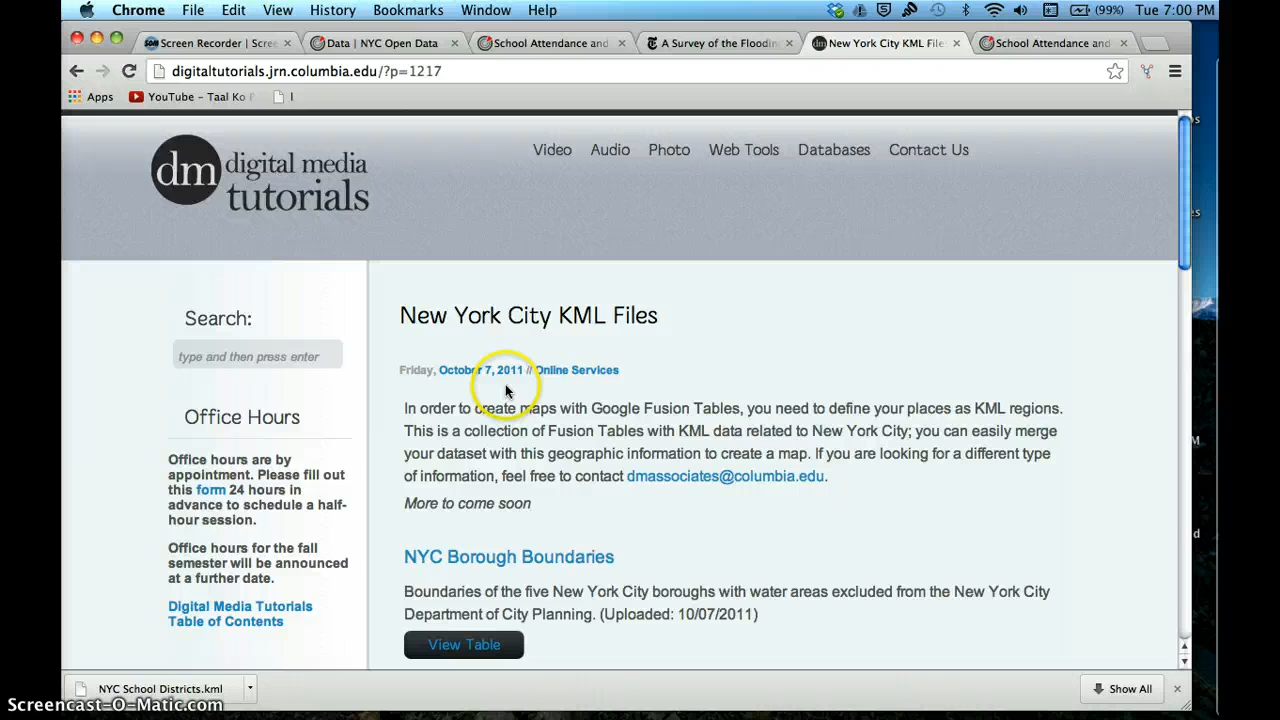 Chrome File Edit View History Bookmarks Window Help (99%) Tue 7:00 PM
Screen Recorder | Scree Data | NYC Open Data School Attendance and A Survey of the Floodin New York City KML File School Attendance and
digitaltutorials.jrn.columbia.edu/?p=1217
Apps YouTube - Taal Ko P I
dm digital media tutorials
Video Audio Photo Web Tools Databases Contact Us
Search:
type and then press enter
Office Hours
Office hours are by
appointment. Please fill out
this form 24 hours in
advance to schedule a half-
hour session.
Office hours for the fall
semester will be announced
at a further date.
Digital Media Tutorials
Table of Contents
New York City KML Files
Friday, October 7, 2011 // Online Services
In order to create maps with Google Fusion Tables, you need to define your places as KML regions.
This is a collection of Fusion Tables with KML data related to New York City; you can easily merge
your dataset with this geographic information to create a map. If you are looking for a different type
of information, feel free to contact dmassociates@columbia.edu.
More to come soon
NYC Borough Boundaries
Boundaries of the five New York City boroughs with water areas excluded from the New York City
Department of City Planning. (Uploaded: 10/07/2011)
View Table
NYC School Districts.kml Show All
Screencast-O-Matic.com